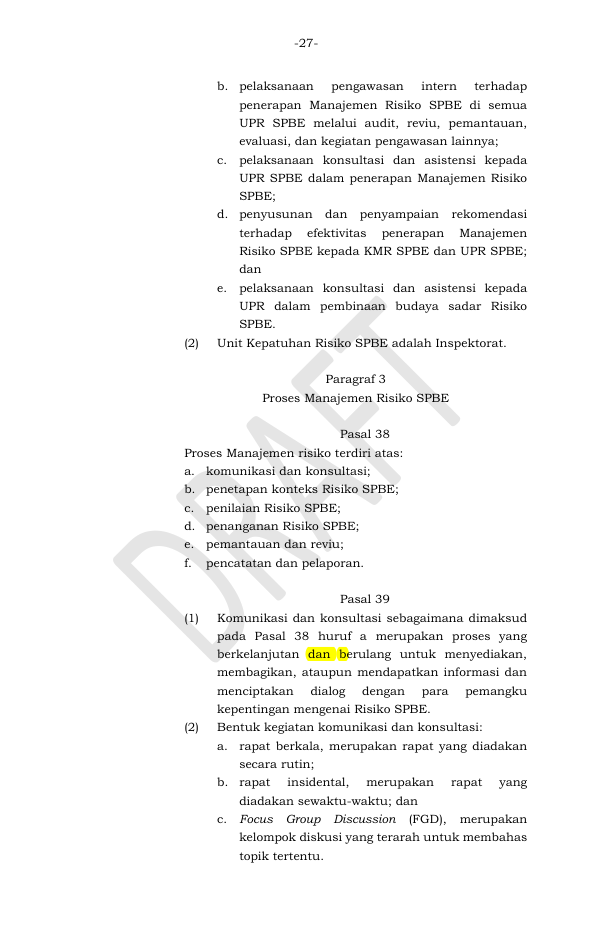 -27-
b. pelaksanaan pengawasan intern terhadap
penerapan Manajemen Risiko SPBE di semua
UPR SPBE melalui audit, reviu, pemantauan,
evaluasi, dan kegiatan pengawasan lainnya;
c. pelaksanaan konsultasi dan asistensi kepada
UPR SPBE dalam penerapan Manajemen Risiko
SPBE;
d. penyusunan dan penyampaian rekomendasi
terhadap efektivitas penerapan Manajemen
Risiko SPBE kepada KMR SPBE dan UPR SPBE;
dan
e. pelaksanaan konsultasi dan asistensi kepada
UPR dalam pembinaan budaya sadar Risiko
SPBE.
(2) Unit Kepatuhan Risiko SPBE adalah Inspektorat.
Paragraf 3
Proses Manajemen Risiko SPBE
Pasal 38
Proses Manajemen risiko terdiri atas:
a. komunikasi dan konsultasi;
b. penetapan konteks Risiko SPBE;
c. penilaian Risiko SPBE;
d. penanganan Risiko SPBE;
e. pemantauan dan reviu;
f. pencatatan dan pelaporan.
Pasal 39
(1) Komunikasi dan konsultasi sebagaimana dimaksud
pada Pasal 38 huruf a merupakan proses yang
berkelanjutan dan berulang untuk menyediakan,
membagikan, ataupun mendapatkan informasi dan
menciptakan dialog dengan para pemangku
kepentingan mengenai Risiko SPBE.
(2) Bentuk kegiatan komunikasi dan konsultasi:
a. rapat berkala, merupakan rapat yang diadakan
secara rutin;
b. rapat insidental, merupakan rapat yang
diadakan sewaktu-waktu; dan
c. Focus Group Discussion (FGD), merupakan
kelompok diskusi yang terarah untuk membahas
topik tertentu.
DRAFT